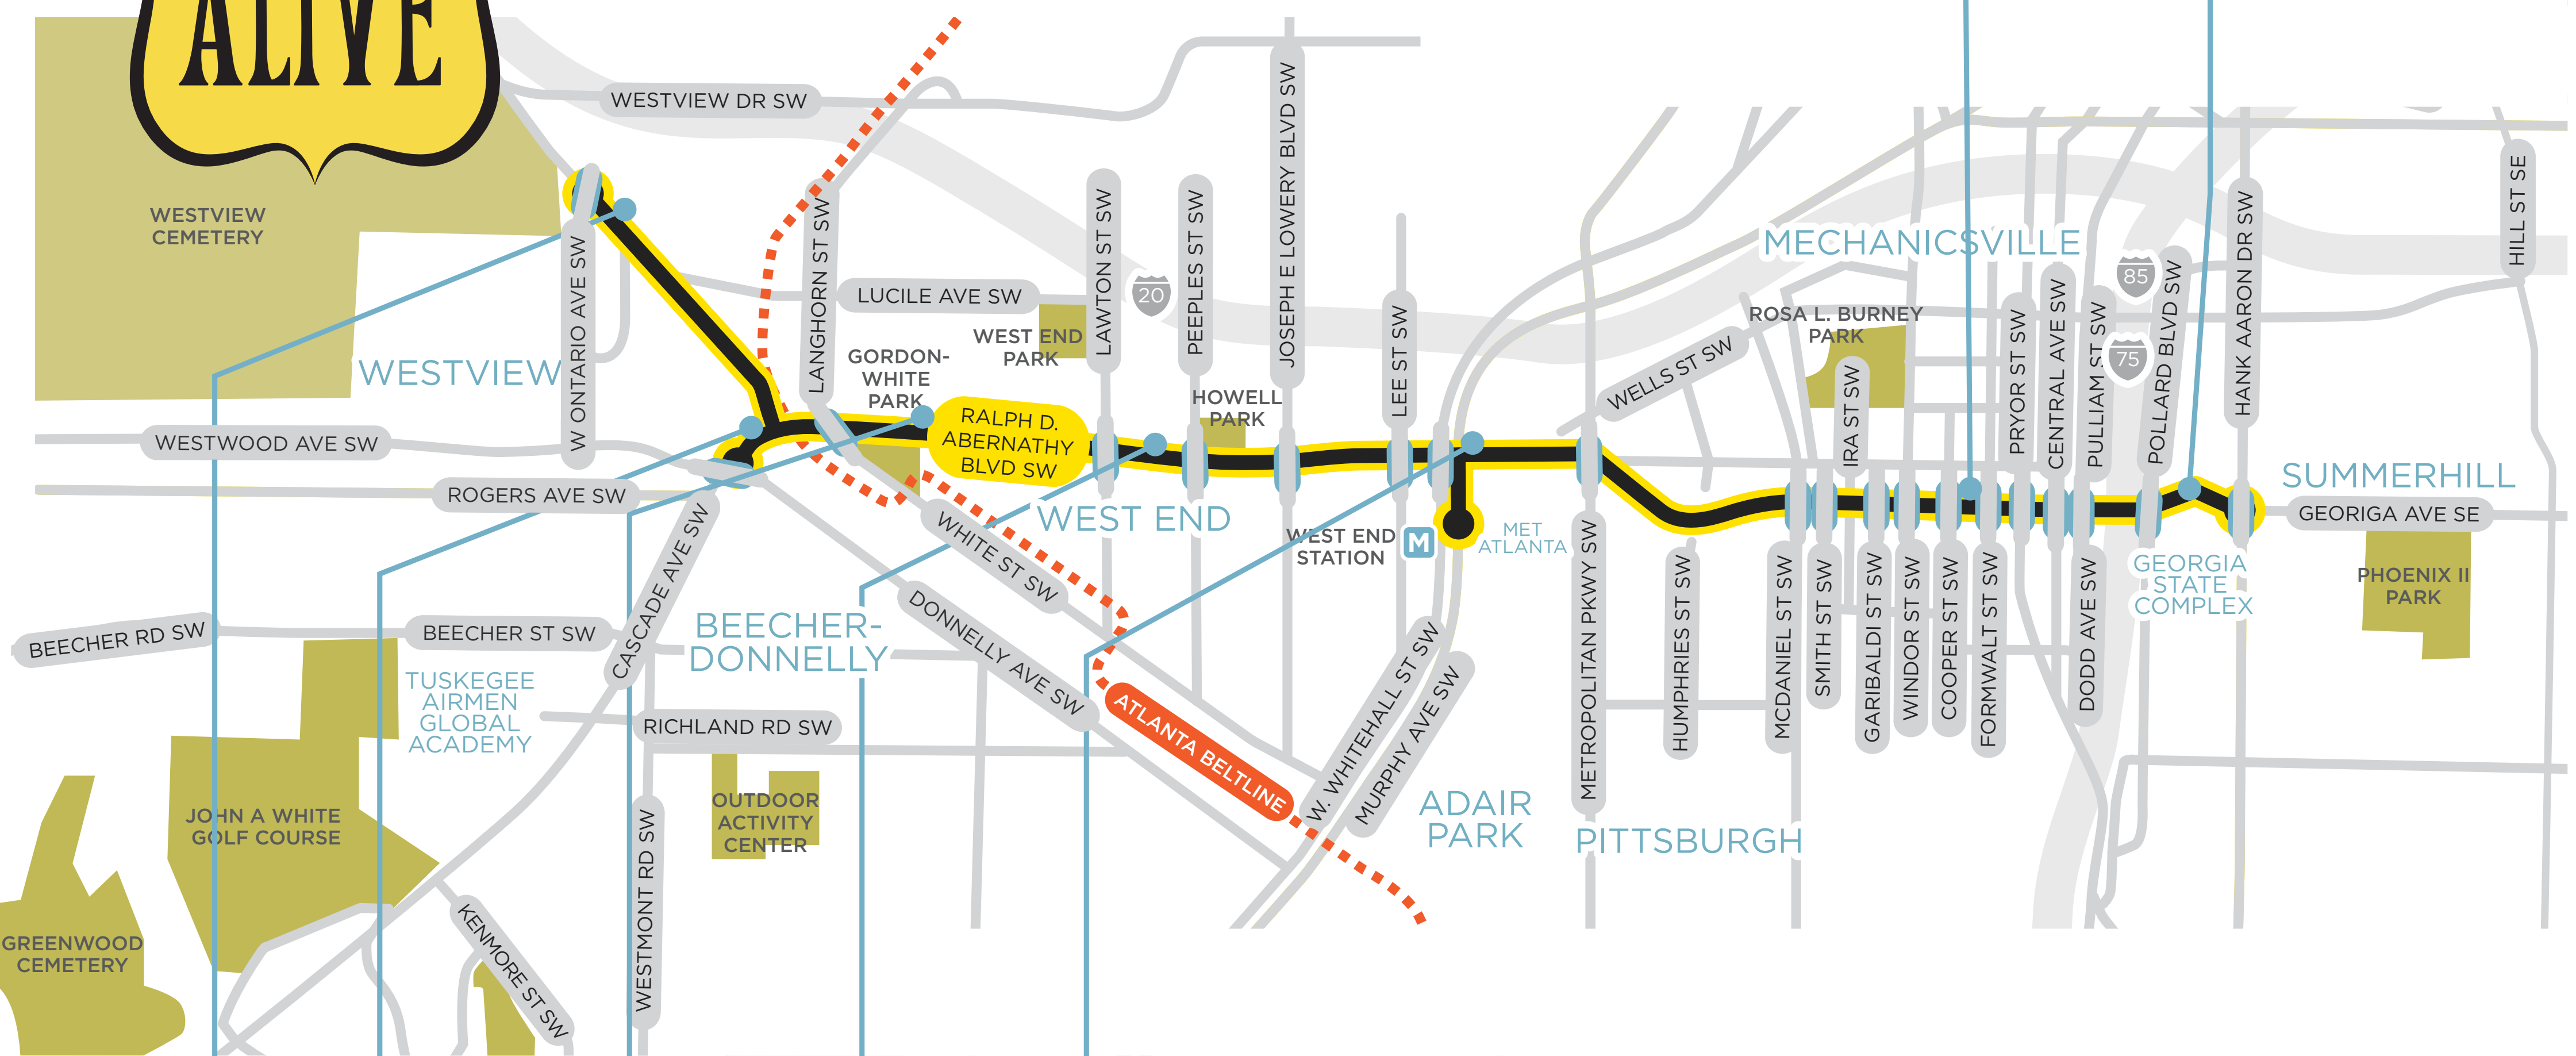 ALIVE
WESTVIEW DR SW
WESTVIEW
CEMETERY
W ONTARIO AVE SW
LANGHORN ST SW
LUCILE AVE SW
WEST END
PARK
LAWTON ST SW
20
PEEPLES ST SW
JOSEPH E LOWERY BLVD SW
LEE ST SW
MECHANICSVILLE
ROSA L. BURNEY
PARK
WELLS ST SW
IRA ST SW
PRYOR ST SW
CENTRAL AVE SW
PULLIAM ST SW
85
75
POLLARD BLVD SW
HANK AARON DR SW
HILL ST SE
WESTVIEW
GORDON-
WHITE
PARK
HOWELL
PARK
RALPH D.
ABERNATHY
BLVD SW
WESTWOOD AVE SW
ROGERS AVE SW
SUMMERHILL
GEORIGA AVE SE
WEST END
WEST END
STATION
M
MET
ATLANTA
GEORGIA
STATE
COMPLEX
PHOENIX II
PARK
CASCADE AVE SW
WHITE ST SW
DONNELLY AVE SW
BEECHER RD SW
BEECHER ST SW
BEECHER-
DONNELLY
TUSKEGEE
AIRMEN
GLOBAL
ACADEMY
RICHLAND RD SW
ATLANTA BELTLINE
W. WHITEHALL ST SW
MURPHY AVE SW
METROPOLITAN PKWY SW
HUMPHRIES ST SW
MCDANIEL ST SW
SMITH ST SW
GARIBALDI ST SW
WINDOR ST SW
COOPER ST SW
FORMWALT ST SW
DODD AVE SW
JOHN A WHITE
GOLF COURSE
OUTDOOR
ACTIVITY
CENTER
ADAIR
PARK
PITTSBURGH
WESTMONT RD SW
KENMORE ST SW
GREENWOOD
CEMETERY